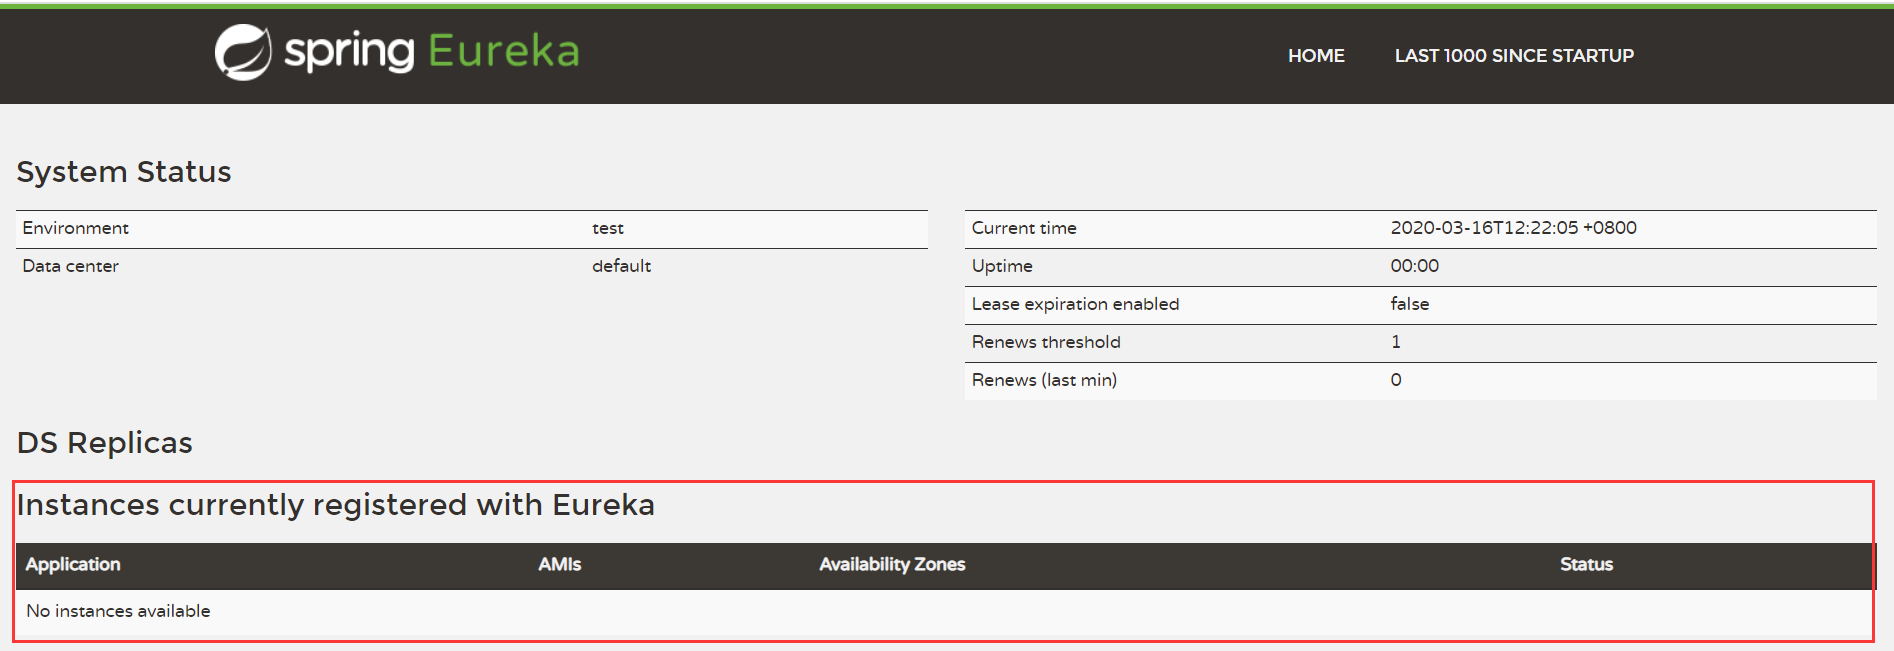 spring Eureka
HOME LAST 1000 SINCE STARTUP
System Status
Environment test
Data center default
Current time 2020-03-16T12:22:05 +0800
Uptime 00:00
Lease expiration enabled false
Renews threshold 1
Renews (last min) 0
DS Replicas
Instances currently registered with Eureka
Application AMIs Availability Zones Status
No instances available